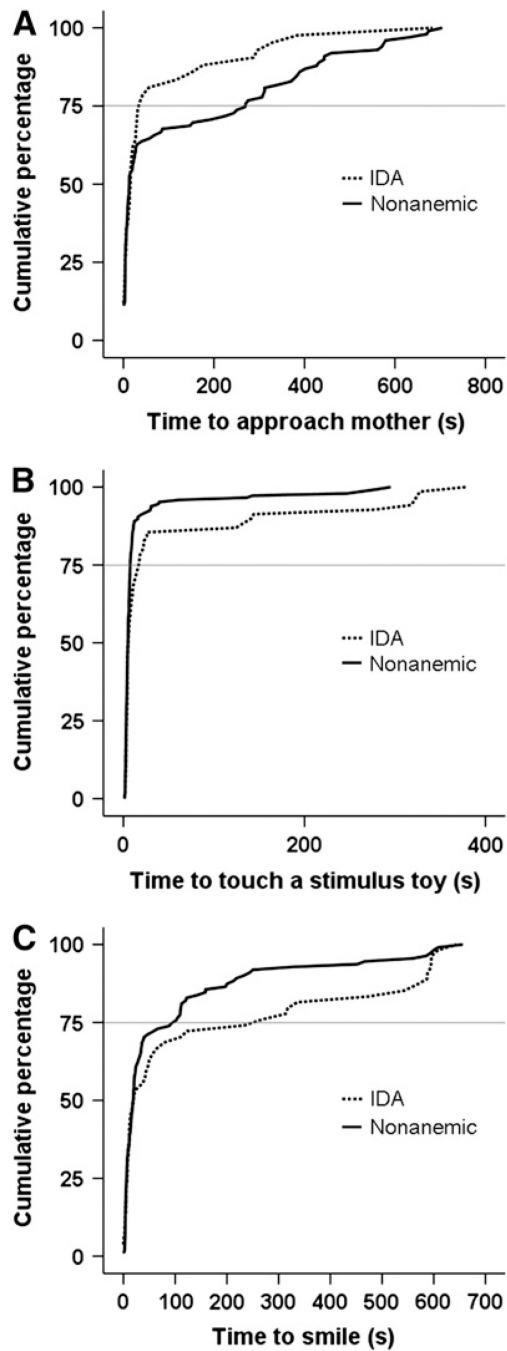 A
Cumulative percentage
100
75
50
25
0
IDA
Nonanemic
0 200 400 600 800
Time to approach mother (s)
B
Cumulative percentage
100
75
50
25
0
IDA
Nonanemic
0 200 400
Time to touch a stimulus toy (s)
C
Cumulative percentage
100
75
50
25
0
IDA
Nonanemic
0 100 200 300 400 500 600 700
Time to smile (s)